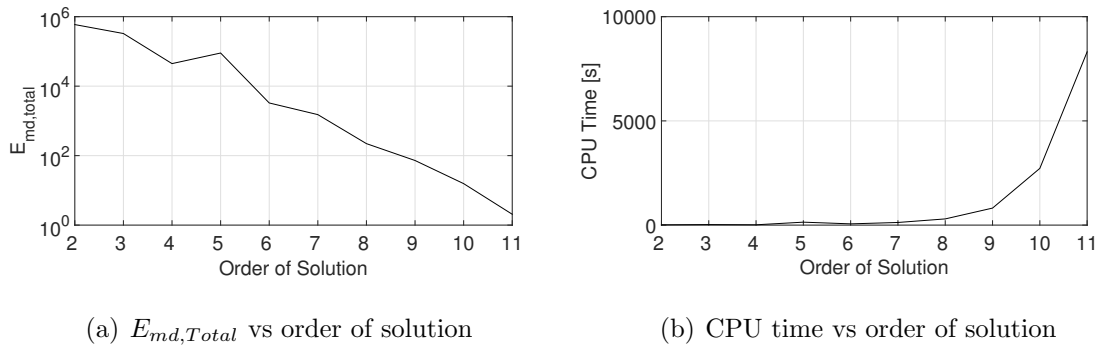 10^6
10^4
10^2
10^0
E_md,total
2 3 4 5 6 7 8 9 10 11
Order of Solution
10000
5000
0
CPU Time [s]
2 3 4 5 6 7 8 9 10 11
Order of Solution
(a) E_{md,Total} vs order of solution
(b) CPU time vs order of solution